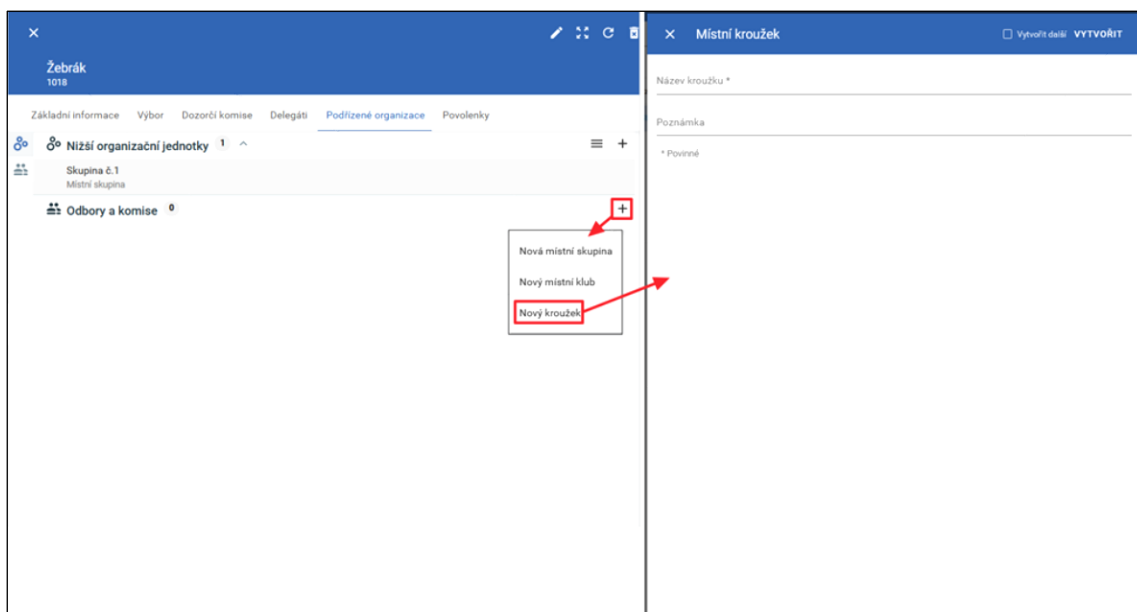 Žebrák
1018
Základní informace Výbor Dozorčí komise Delegáti Podřízené organizace Povolenky
Nižší organizační jednotky 1
Skupina č.1
Místní skupina
Odbory a komise 0
Nová místní skupina
Nový místní klub
Nový kroužek
Místní kroužek Vytvořit další VYTVOŘIT
Název kroužku *
Poznámka
* Povinné